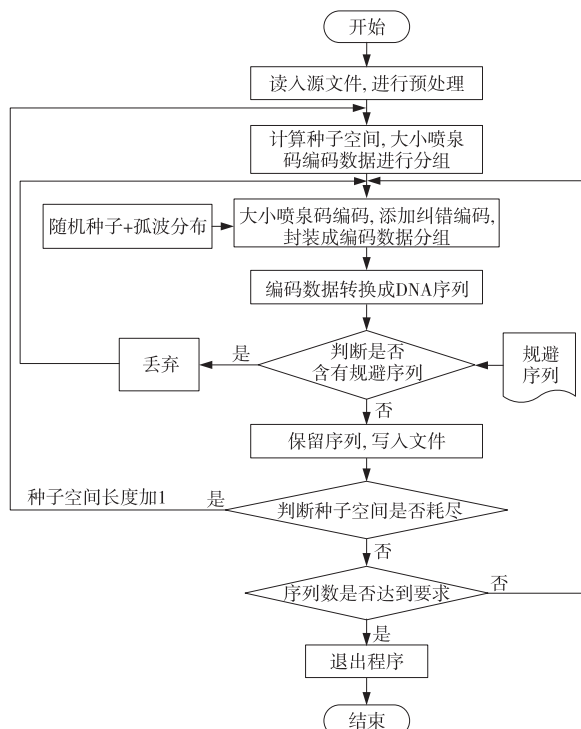 开始
读入源文件, 进行预处理
计算种子空间, 大小喷泉
码编码数据进行分组
随机种子+孤波分布
大小喷泉码编码, 添加纠错编码,
封装成编码数据分组
编码数据转换成DNA序列
丢弃
是
判断是否
含有规避序列
规避
序列
否
保留序列, 写入文件
种子空间长度加1
是
判断种子空间是否耗尽
否
序列数是否达到要求
否
是
退出程序
结束